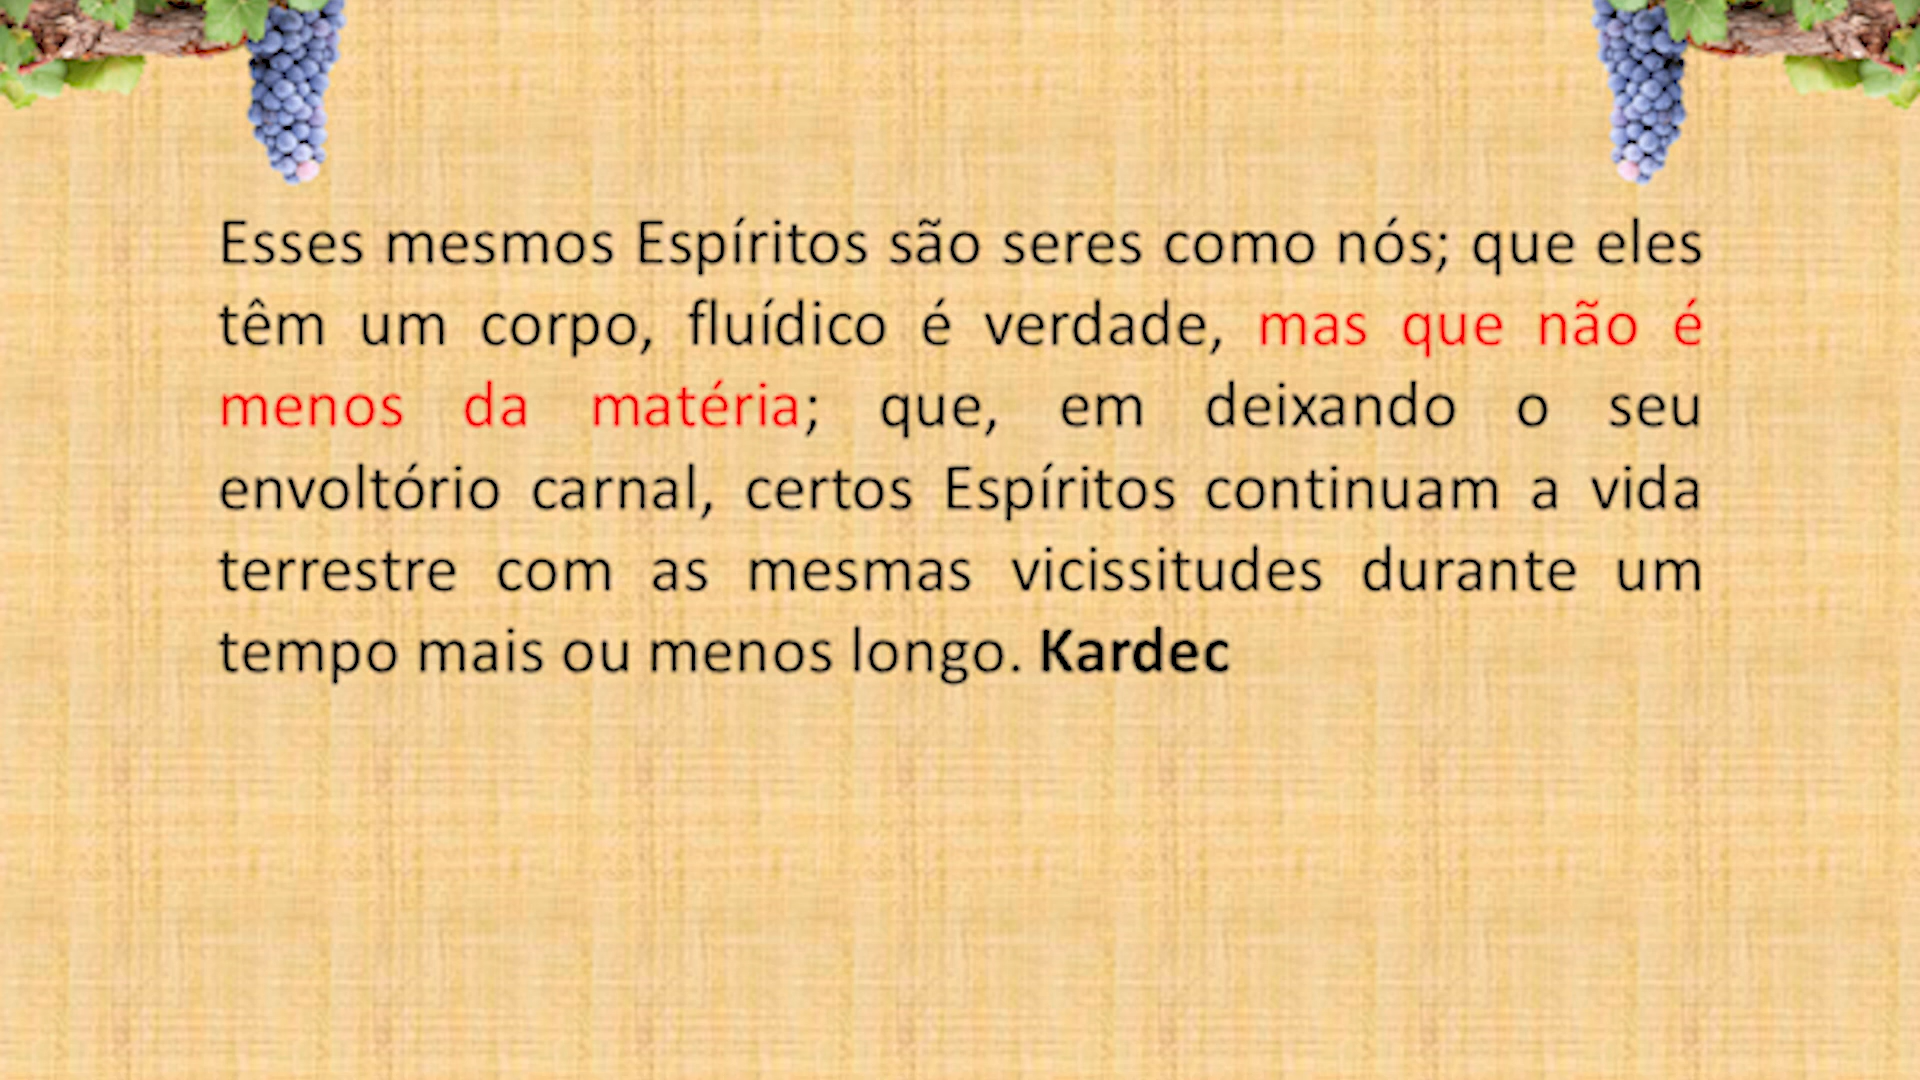 Esses mesmos Espíritos são seres como nós; que eles
têm um corpo, fluídico é verdade, mas que não é
menos da matéria; que, em deixando o seu
envoltório carnal, certos Espíritos continuam a vida
terrestre com as mesmas vicissitudes durante um
tempo mais ou menos longo. Kardec